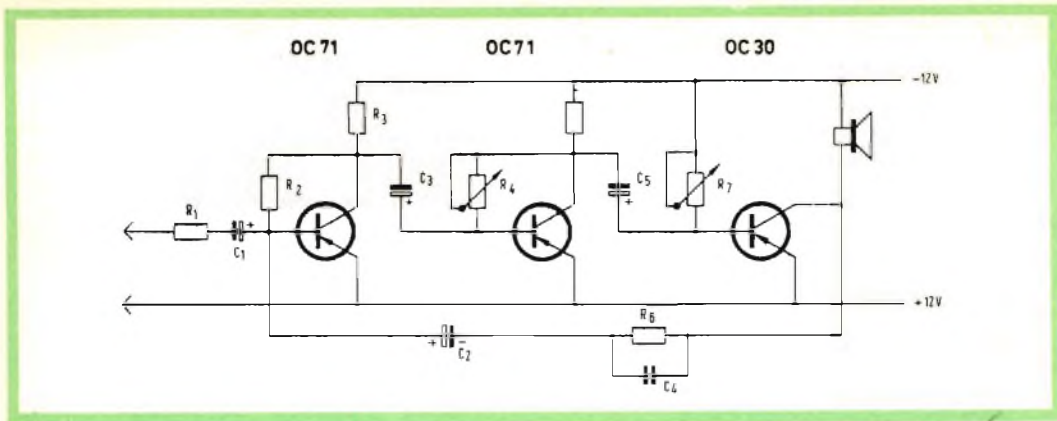 OC 71 OC 71 OC 30
-12V
R3
R2 C3 R4 C5 R7
R1
C1
+12V
R6
C2
C4